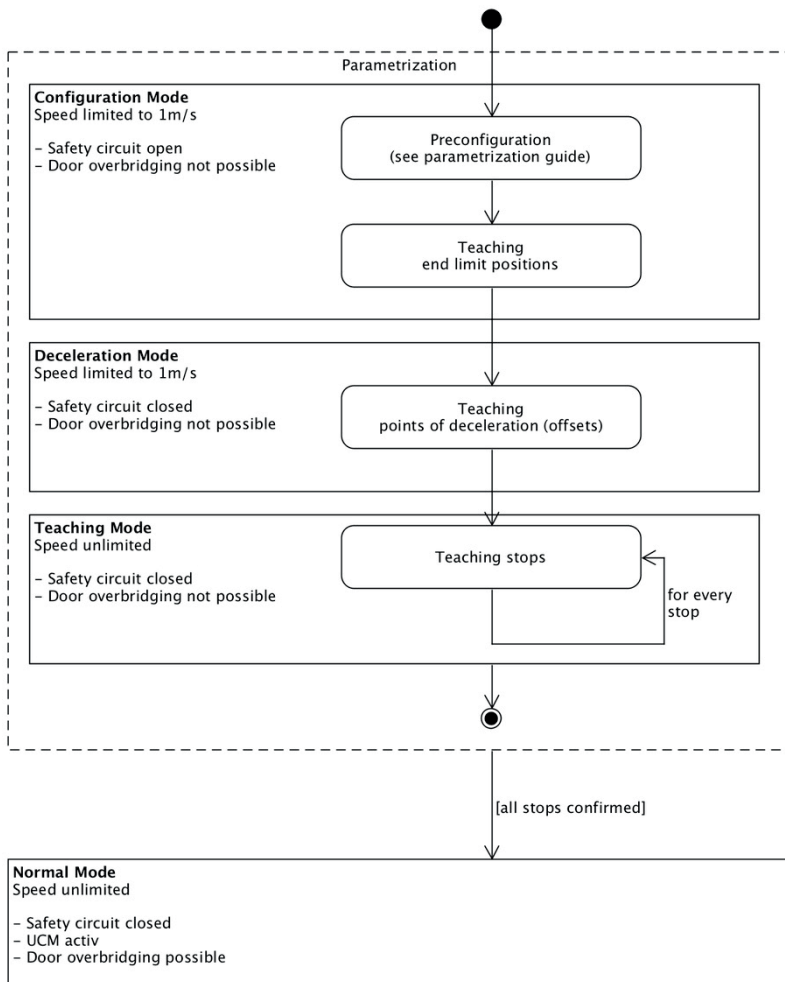 Parametrization
Configuration Mode
Speed limited to 1m/s
- Safety circuit open
- Door overbridging not possible
Preconfiguration
(see parametrization guide)
Teaching
end limit positions
Deceleration Mode
Speed limited to 1m/s
- Safety circuit closed
- Door overbridging not possible
Teaching
points of deceleration (offsets)
Teaching Mode
Speed unlimited
- Safety circuit closed
- Door overbridging not possible
Teaching stops
for every
stop
[all stops confirmed]
Normal Mode
Speed unlimited
- Safety circuit closed
- UCM activ
- Door overbridging possible